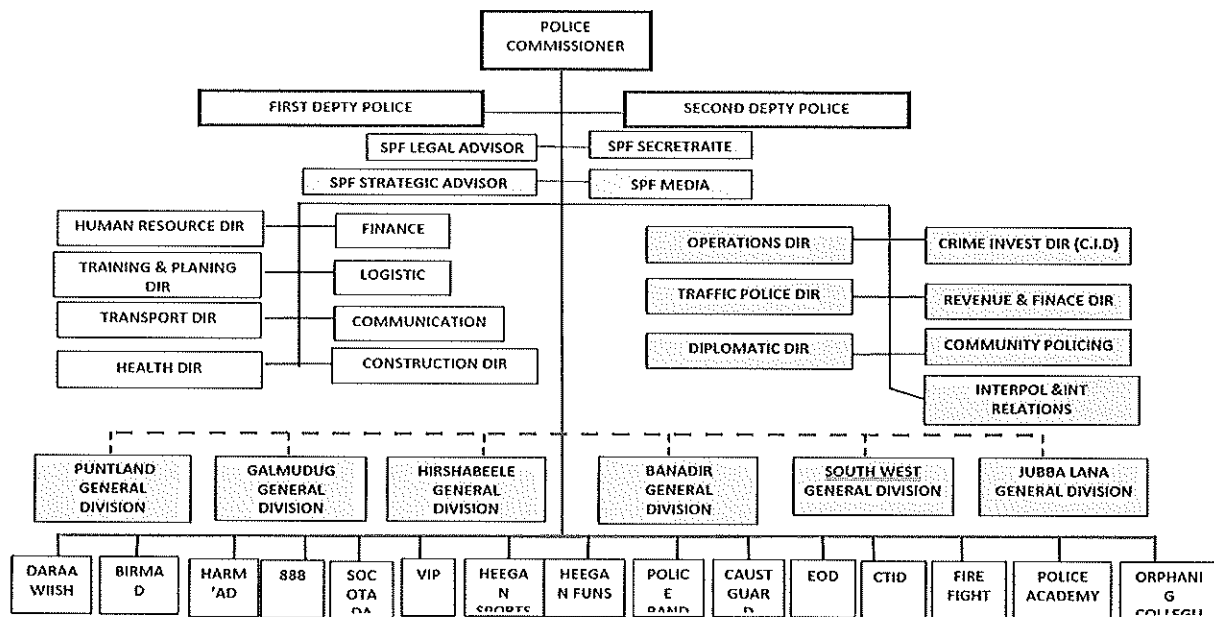 POLICE
COMMISSIONER
FIRST DEPTY POLICE
SECOND DEPTY POLICE
SPF LEGAL ADVISOR
SPF SECRETRAITE
SPF STRATEGIC ADVISOR
SPF MEDIA
HUMAN RESOURCE DIR
FINANCE
TRAINING & PLANING
DIR
LOGISTIC
TRANSPORT DIR
COMMUNICATION
HEALTH DIR
CONSTRUCTION DIR
OPERATIONS DIR
CRIME INVEST DIR (C.I.D)
TRAFFIC POLICE DIR
REVENUE & FINACE DIR
DIPLOMATIC DIR
COMMUNITY POLICING
INTERPOL &INT
RELATIONS
PUNTLAND
GENERAL
DIVISION
GALMUDUG
GENERAL
DIVISION
HIRSHABEELE
GENERAL
DIVISION
BANADIR
GENERAL
DIVISION
SOUTH WEST
GENERAL DIVISION
JUBBA LANA
GENERAL DIVISION
DARAA
WIISH
BIRMA
D
HARM
'AD
888
SOC
OTA
DA
VIP
HEEGA
N
SPORTS
HEEGA
N FUNS
POLIC
E
BAND
CAUST
GUAR
D
EOD
CTID
FIRE
FIGHT
POLICE
ACADEMY
ORPHANI
G